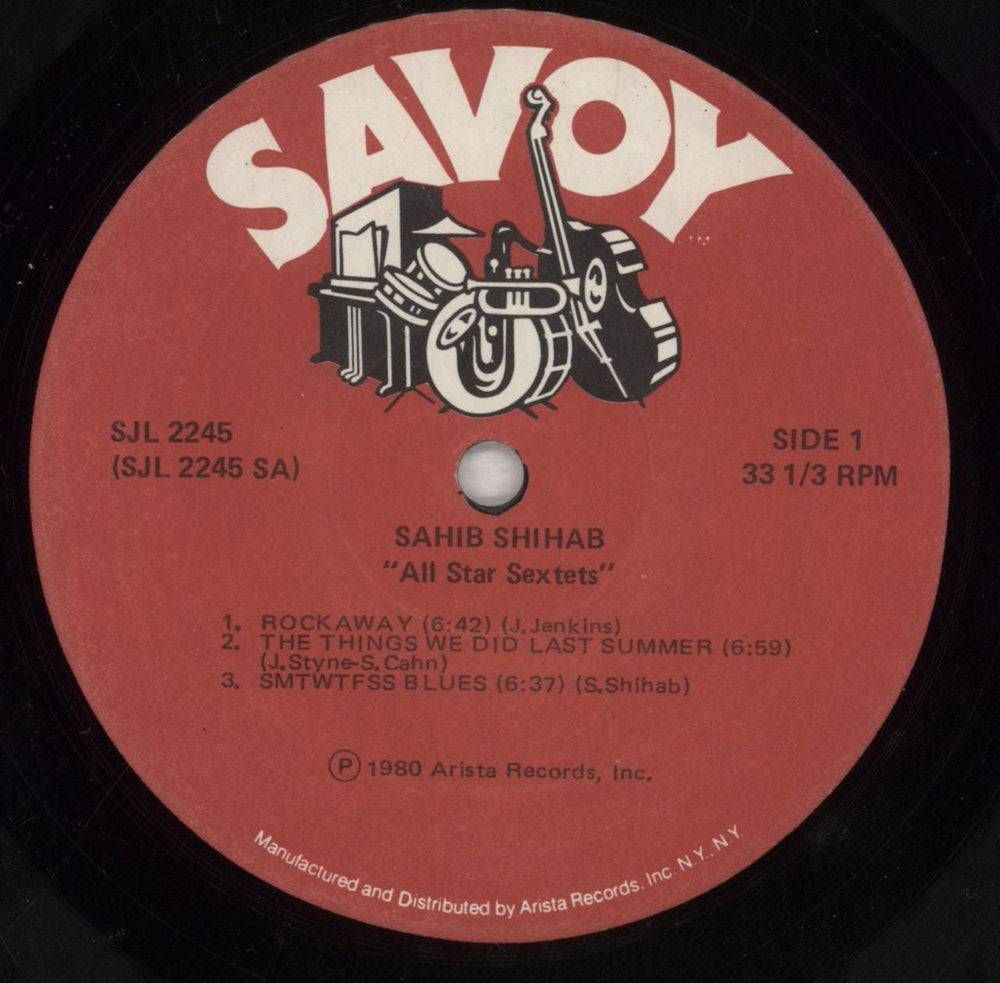 SAVOY
TM
SJL 2245
(SJL 2245 SA)
SIDE 1
33 1/3 RPM
SAHIB SHIHAB
"All Star Sextets"
1. ROCKAWAY (6:42) (J.Jenkins)
2. THE THINGS WE DID LAST SUMMER (6:59)
(J.Styne-S.Cahn)
3. SMTWTFSS BLUES (6:37) (S.Shihab)
Ⓟ 1980 Arista Records, Inc.
Manufactured and Distributed by Arista Records, Inc. N.Y., N.Y.